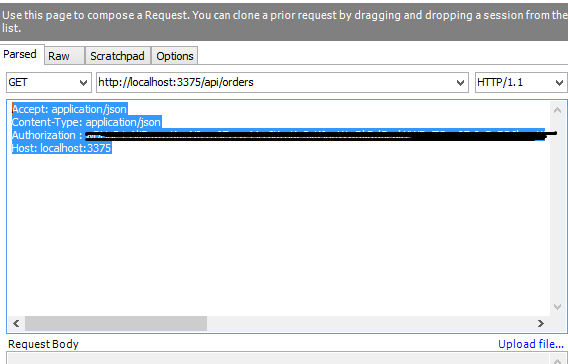 Use this page to compose a Request. You can clone a prior request by dragging and dropping a session from the
list.
Parsed Raw Scratchpad Options
GET http://localhost:3375/api/orders HTTP/1.1
Accept: application/json
Content-Type: application/json
Authorization :
Host: localhost:3375
Request Body Upload file...